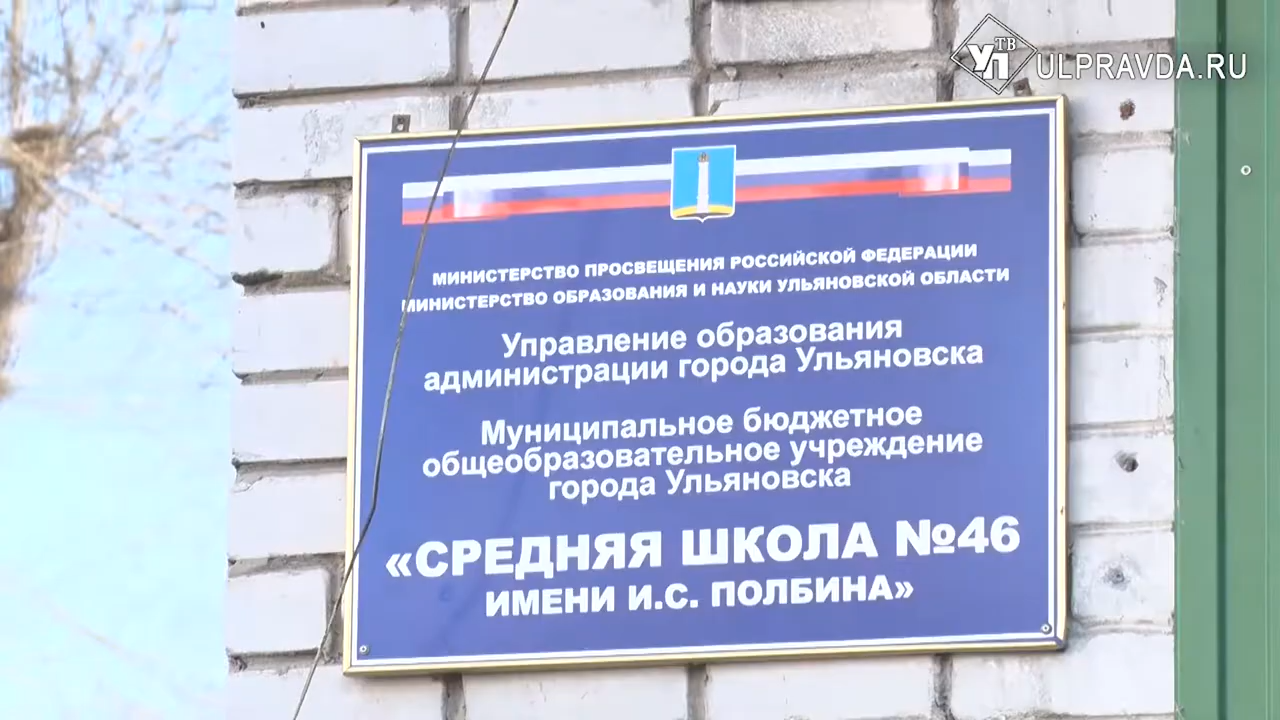 УП ТВ ULPRAVDA.RU
МИНИСТЕРСТВО ПРОСВЕЩЕНИЯ РОССИЙСКОЙ ФЕДЕРАЦИИ
МИНИСТЕРСТВО ОБРАЗОВАНИЯ И НАУКИ УЛЬЯНОВСКОЙ ОБЛАСТИ
Управление образования
администрации города Ульяновска
Муниципальное бюджетное
общеобразовательное учреждение
города Ульяновска
«СРЕДНЯЯ ШКОЛА №46
ИМЕНИ И.С. ПОЛБИНА»